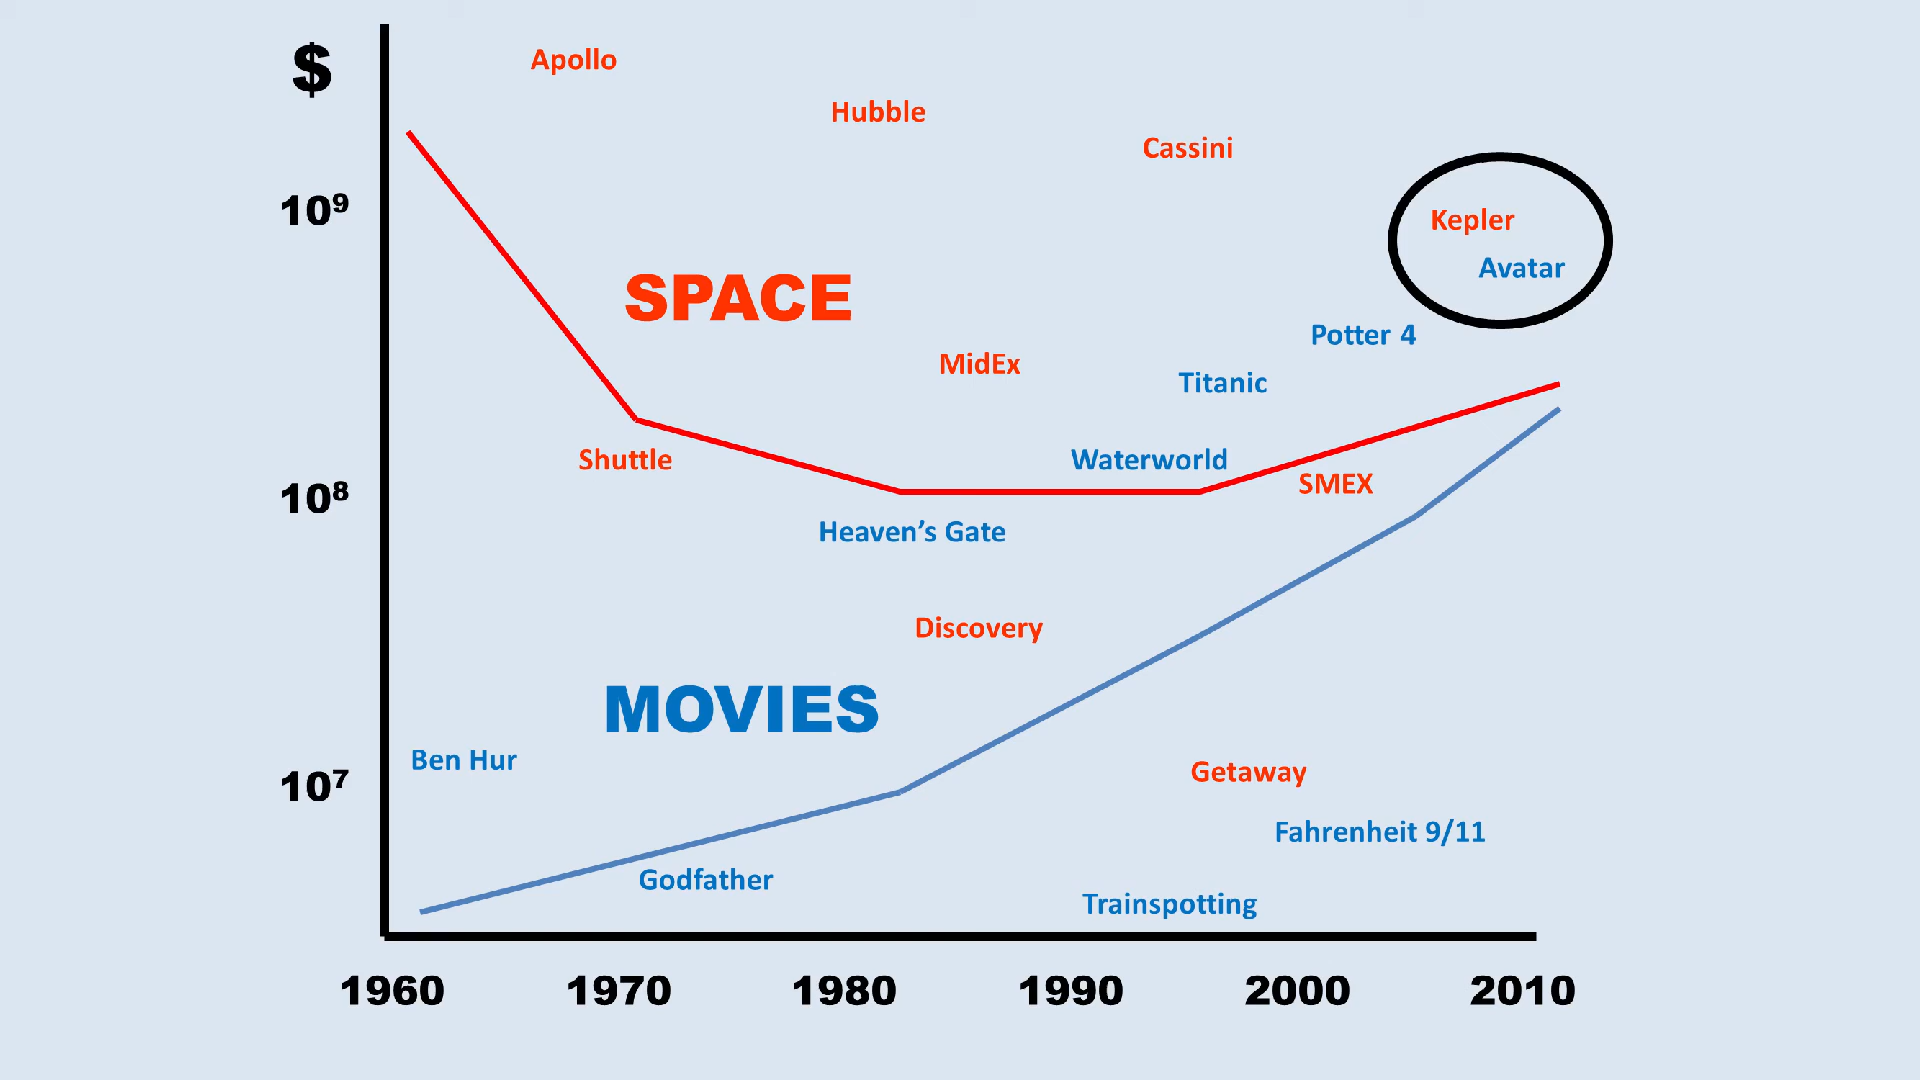 $
Apollo
Hubble
Cassini
10⁹
Kepler
Avatar
SPACE
Potter 4
MidEx
Titanic
Shuttle
Waterworld
SMEX
10⁸
Heaven’s Gate
Discovery
MOVIES
Ben Hur
Getaway
10⁷
Fahrenheit 9/11
Godfather
Trainspotting
1960 1970 1980 1990 2000 2010